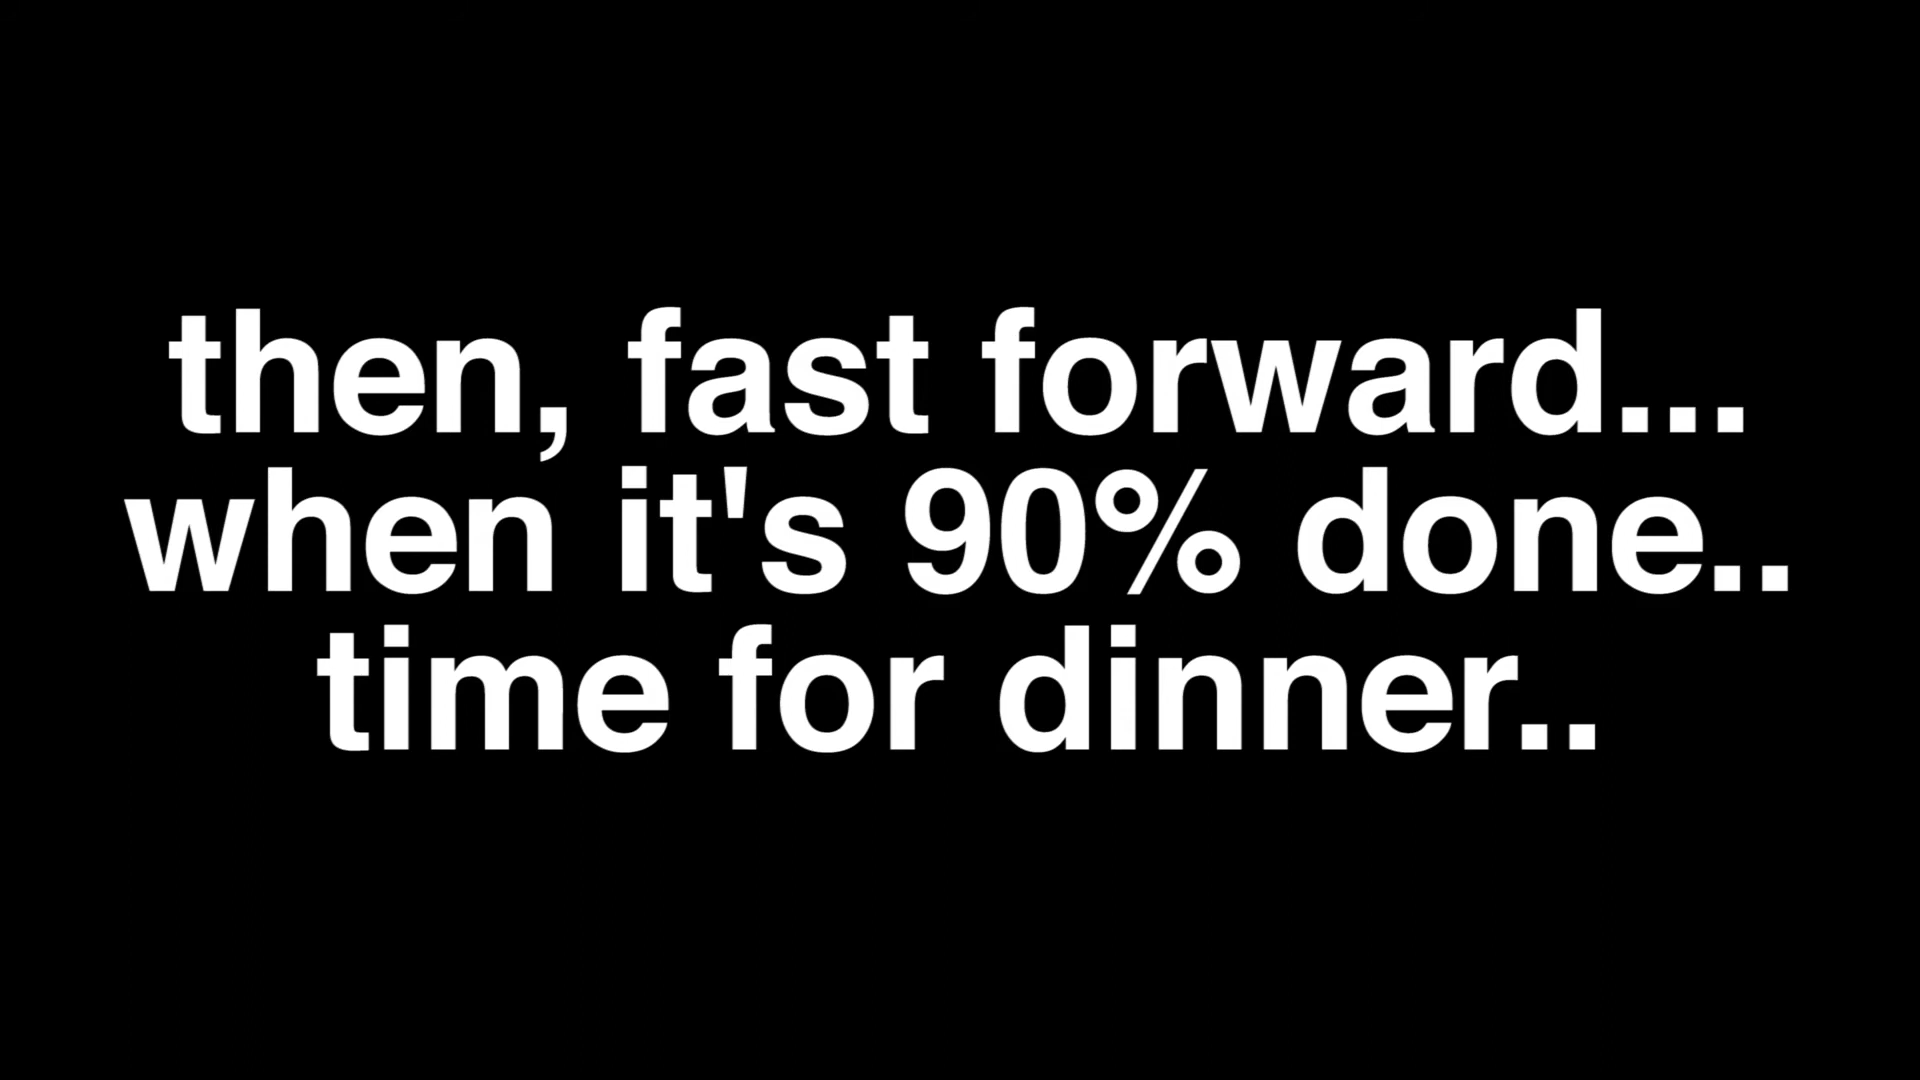 then, fast forward...
when it's 90% done..
time for dinner..